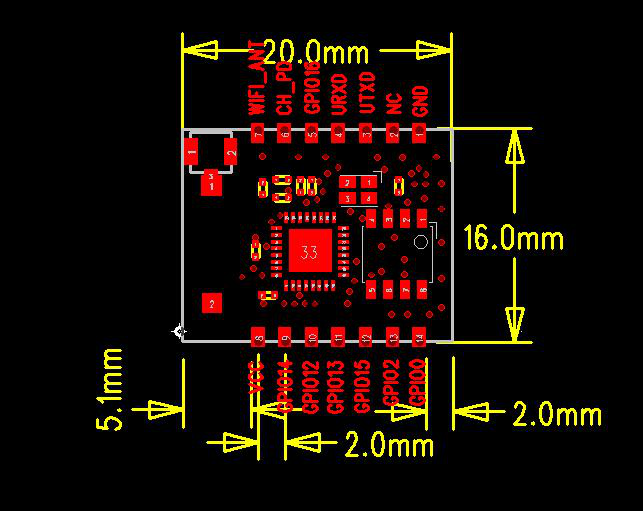 20.0mm
WIFI_ANT
CH_PD
GPIO16
URXD
UTXD
NC
GND
7 6 5 4 3 2 1
1 2
3
1
2 1
3 4
4 3 2 1
33
16.0mm
5 6 7 8
2
8 9 10 11 12 13 14
VCC
GPIO14
GPIO12
GPIO13
GPIO15
GPIO2
GPIO0
5.1mm
2.0mm
2.0mm